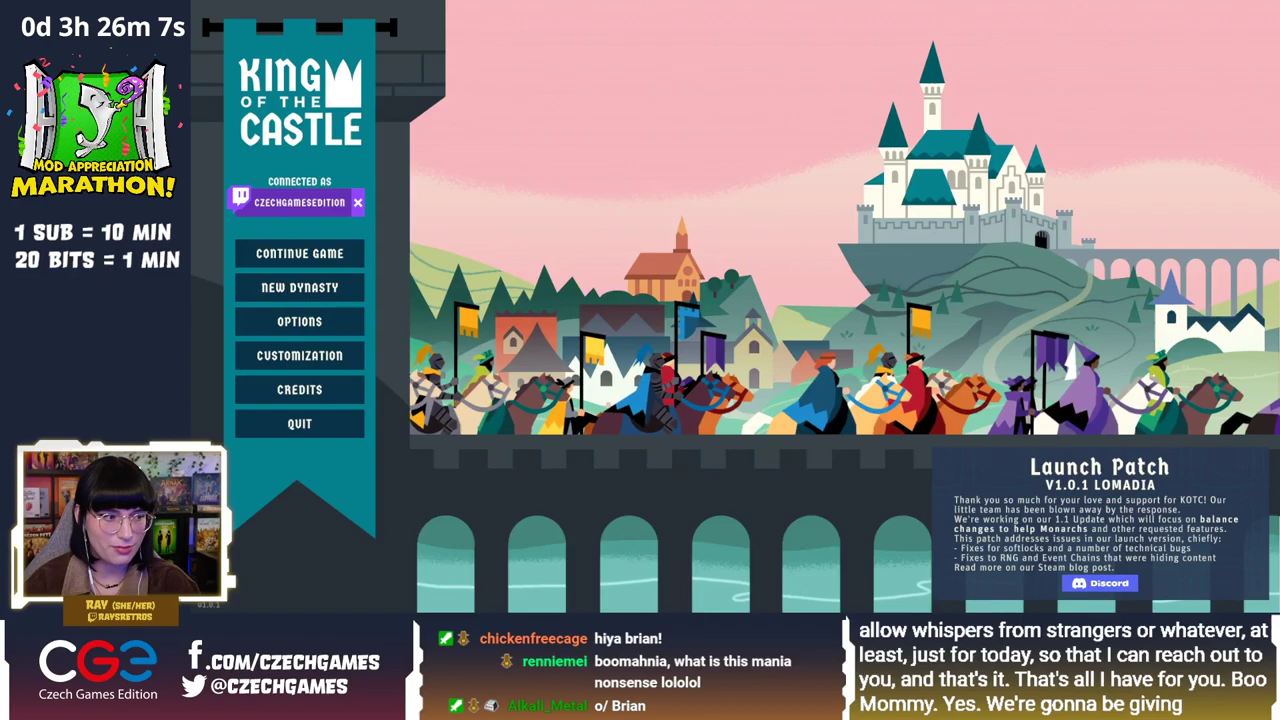 0d 3h 26m 7s
MOD APPRECIATION
MARATHON!
1 SUB = 10 MIN
20 BITS = 1 MIN
KING
OF THE
CASTLE
CONNECTED AS
CZECHGAMESEDITION ×
CONTINUE GAME
NEW DYNASTY
OPTIONS
CUSTOMIZATION
CREDITS
QUIT
V1.0.1
Launch Patch
V1.0.1 LOMADIA
Thank you so much for your love and support for KOTC! Our
little team has been blown away by the response.
We're working on our 1.1 Update which will focus on balance
changes to help Monarchs and other requested features.
This patch addresses issues in our launch version, chiefly:
- Fixes for softlocks and a number of technical bugs
- Fixes to RNG and Event Chains that were hiding content
Read more on our Steam blog post.
Discord
RAY (SHE/HER)
RAYSRETROS
CGE
Czech Games Edition
f.COM/CZECHGAMES
@CZECHGAMES
chickenfreecage hiya brian!
renniemei boomahnia, what is this mania
nonsense lololol
Alkali_Metal o/ Brian
allow whispers from strangers or whatever, at
least, just for today, so that I can reach out to
you, and that's it. That's all I have for you. Boo
Mommy. Yes. We're gonna be giving